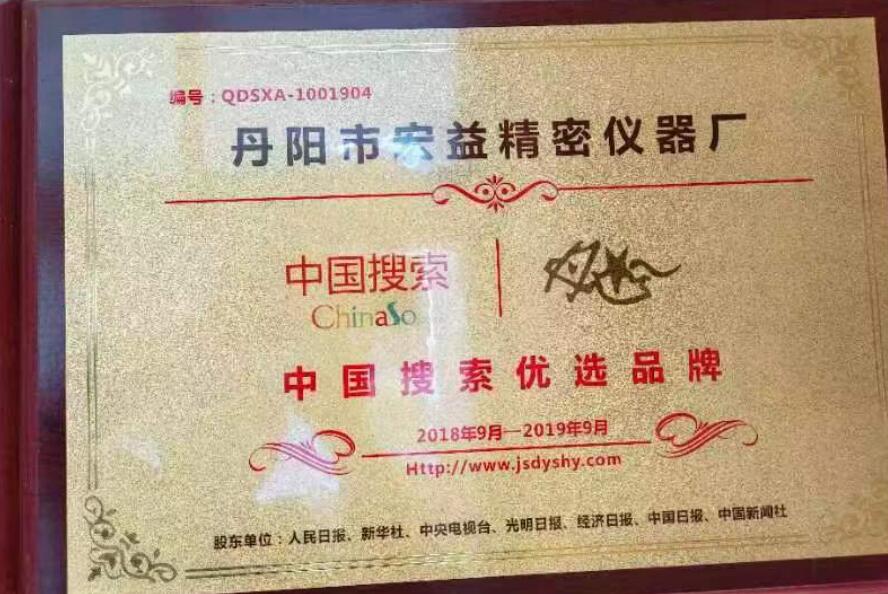 编号：QDSXA-1001904
丹阳市宏益精密仪器厂
中国搜索
ChinaSo
中国搜索优选品牌
2018年9月—2019年9月
Http://www.jsdyshy.com
股东单位：人民日报、新华社、中央电视台、光明日报、经济日报、中国日报、中国新闻社